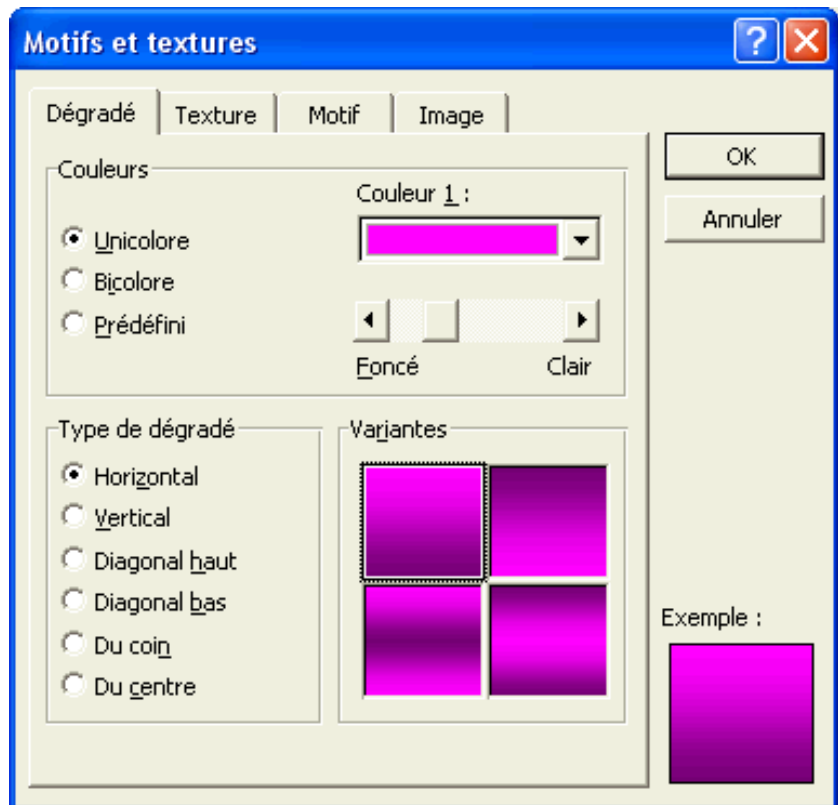 Motifs et textures
Dégradé
Texture
Motif
Image
OK
Annuler
Couleurs
Couleur 1 :
Unicolore
Bicolore
Prédéfini
Foncé
Clair
Type de dégradé
Horizontal
Vertical
Diagonal haut
Diagonal bas
Du coin
Du centre
Variantes
Exemple :